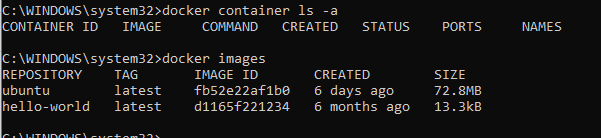 C:\WINDOWS\system32>docker container ls -a
CONTAINER ID   IMAGE     COMMAND   CREATED   STATUS    PORTS     NAMES
C:\WINDOWS\system32>docker images
REPOSITORY    TAG       IMAGE ID       CREATED        SIZE
ubuntu        latest    fb52e22af1b0   6 days ago     72.8MB
hello-world   latest    d1165f221234   6 months ago   13.3kB
C:\WINDOWS\system32>